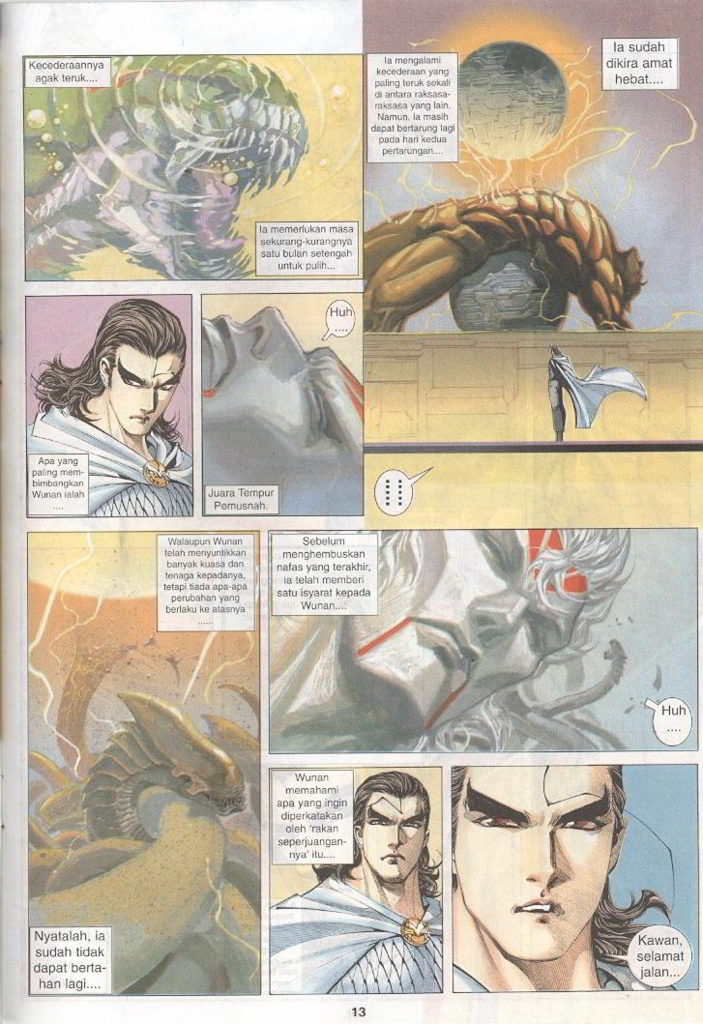 Kecederaannya
agak teruk....
Ia memerlukan masa
sekurang-kurangnya
satu bulan setengah
untuk pulih...
Ia mengalami
kecederaan yang
paling teruk sekali
di antara raksasa-
raksasa yang lain.
Namun, ia masih
dapat bertarung lagi
pada hari kedua
pertarungan....
Ia sudah
dikira amat
hebat....
Apa yang
paling mem-
bimbangkan
Wunan ialah
....
Huh
....
Juara Tempur
Pemusnah.
Walaupun Wunan
telah menyuntikkan
banyak kuasa dan
tenaga kepadanya,
tetapi tiada apa-apa
perubahan yang
berlaku ke atasnya
......
Nyatalah, ia
sudah tidak
dapat berta-
han lagi....
Sebelum
menghembuskan
nafas yang terakhir,
ia telah memberi
satu isyarat kepada
Wunan....
Huh
....
Wunan
memahami
apa yang ingin
diperkatakan
oleh 'rakan
seperjuangan-
nya' itu....
Kawan,
selamat
jalan...
13